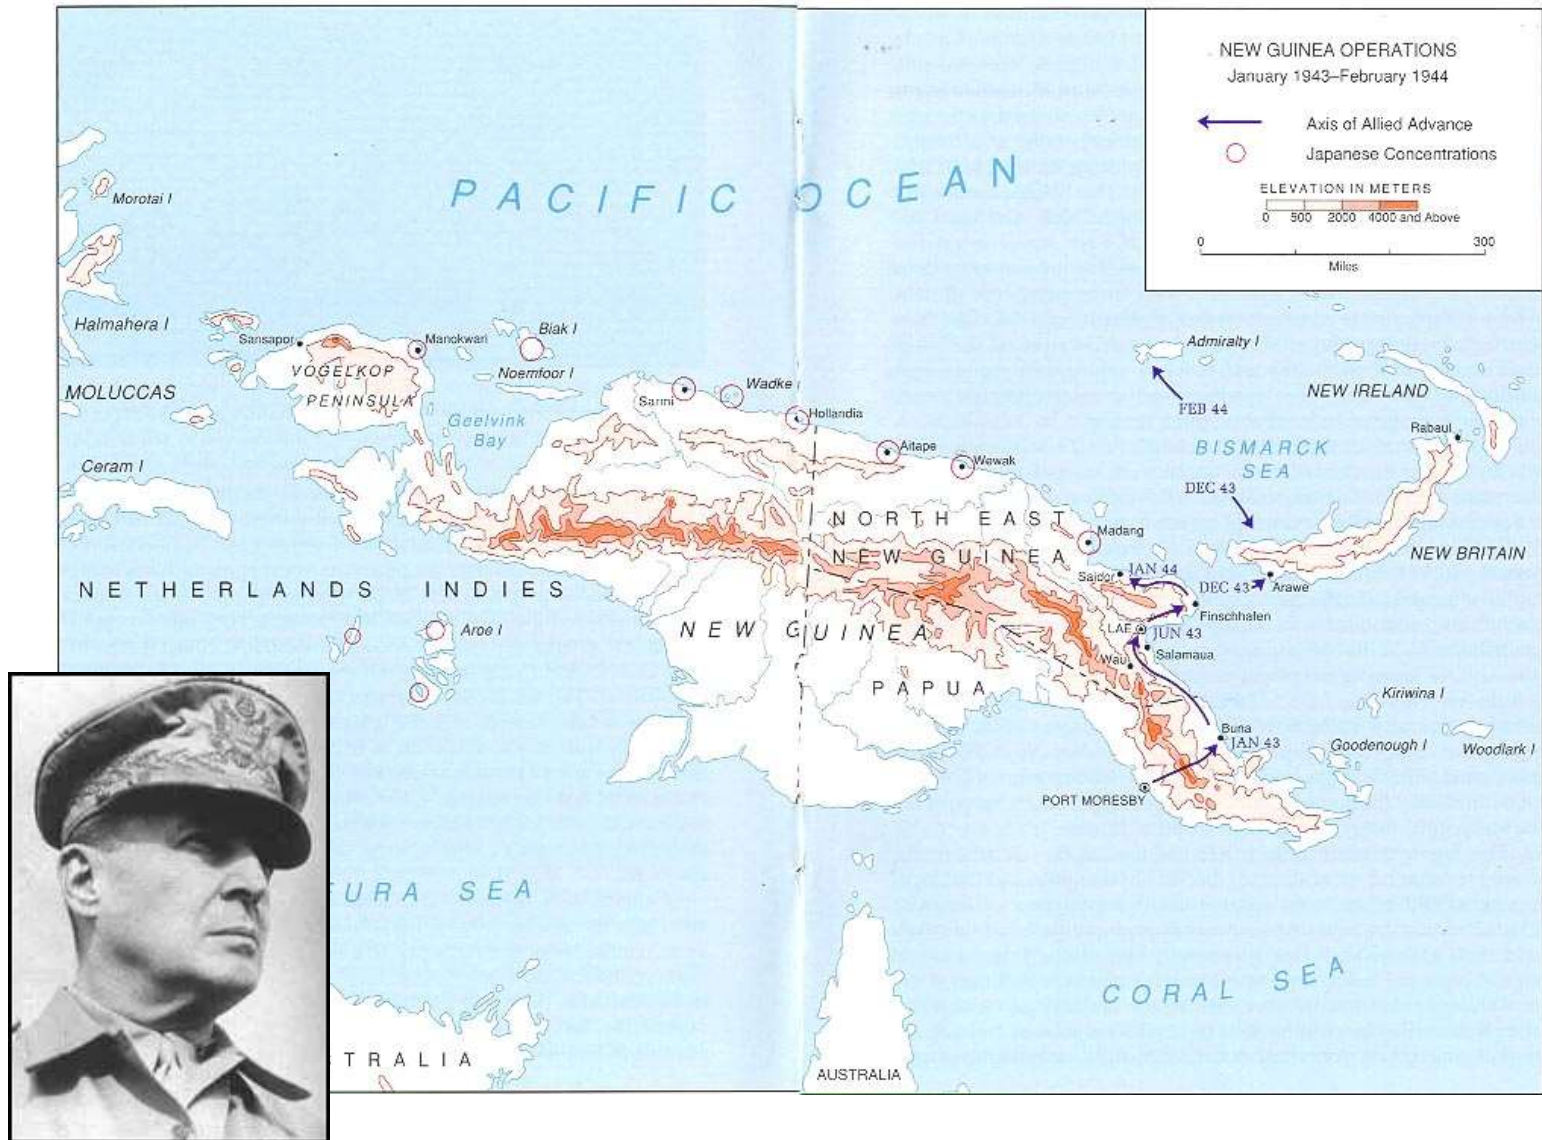 NEW GUINEA OPERATIONS
January 1943–February 1944
Axis of Allied Advance
Japanese Concentrations
ELEVATION IN METERS
0 500 2000 4000 and Above
0 300
Miles
PACIFIC OCEAN
Morotai I
Halmahera I
MOLUCCAS
Ceram I
Sansapor
Manokwari
VOGELKOP
PENINSULA
Biak I
Noemfoor I
Geelvink
Bay
Sarmi
Wadke I
Hollandia
Aitape
Wewak
Admiralty I
FEB 44
NEW IRELAND
Rabaul
BISMARCK
SEA
DEC 43
NORTH EAST
NEW GUINEA
Madang
NEW BRITAIN
Saidor
JAN 44
DEC 43
Arawe
Finschhafen
LAE
JUN 43
Salamaua
Wau
NETHERLANDS INDIES
Aroe I
NEW GUINEA
PAPUA
Kiriwina I
Buna
JAN 43
Goodenough I
Woodlark I
PORT MORESBY
URA SEA
CORAL SEA
TRALIA
AUSTRALIA